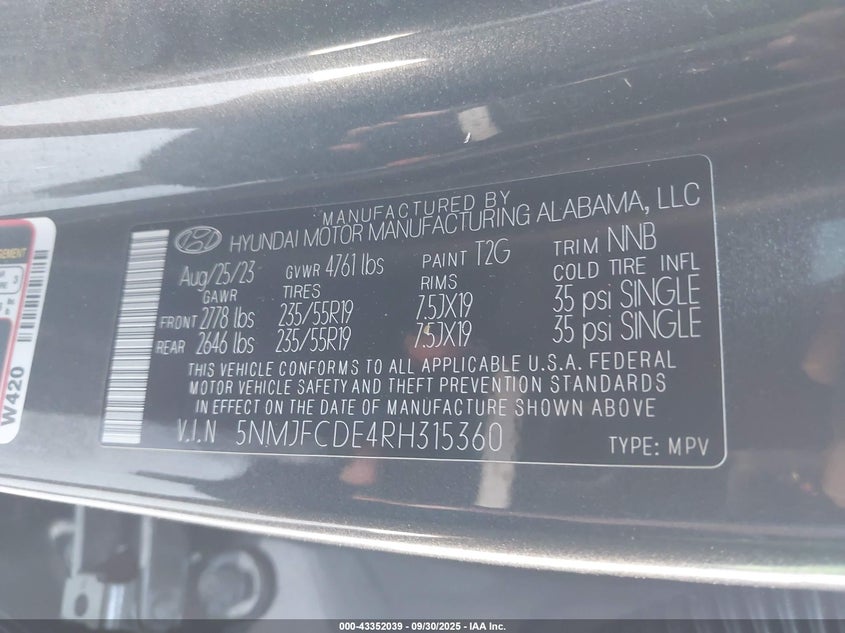 MANUFACTURED BY
HYUNDAI MOTOR MANUFACTURING ALABAMA, LLC
Aug/25/23 GVWR 4761 lbs PAINT T2G TRIM NNB
GAWR TIRES RIMS COLD TIRE INFL
FRONT 2778 lbs 235/55R19 7.5JX19 35 psi SINGLE
REAR 2646 lbs 235/55R19 7.5JX19 35 psi SINGLE
THIS VEHICLE CONFORMS TO ALL APPLICABLE U.S.A. FEDERAL
MOTOR VEHICLE SAFETY AND THEFT PREVENTION STANDARDS
IN EFFECT ON THE DATE OF MANUFACTURE SHOWN ABOVE
V.I.N 5NMJFCDE4RH315360 TYPE: MPV
W420
000-43352039 - 09/30/2025 - IAA Inc.